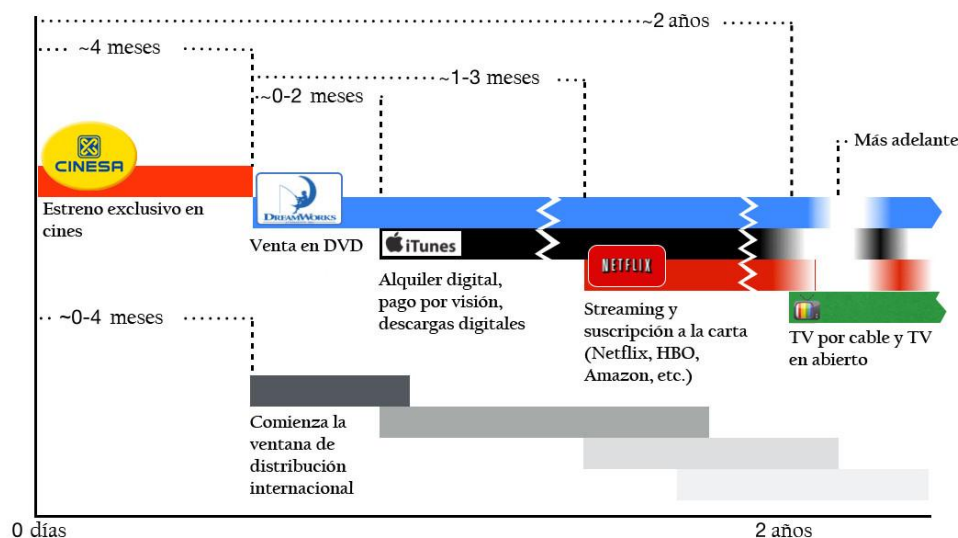 ~2 años
~4 meses
~1-3 meses
~0-2 meses
Más adelante
CINESA
Estreno exclusivo en
cines
DREAMWORKS
Venta en DVD
iTunes
Alquiler digital,
pago por visión,
descargas digitales
NETFLIX
Streaming y
suscripción a la carta
(Netflix, HBO,
Amazon, etc.)
TV por cable y TV
en abierto
~0-4 meses
Comienza la
ventana de
distribución
internacional
0 días
2 años